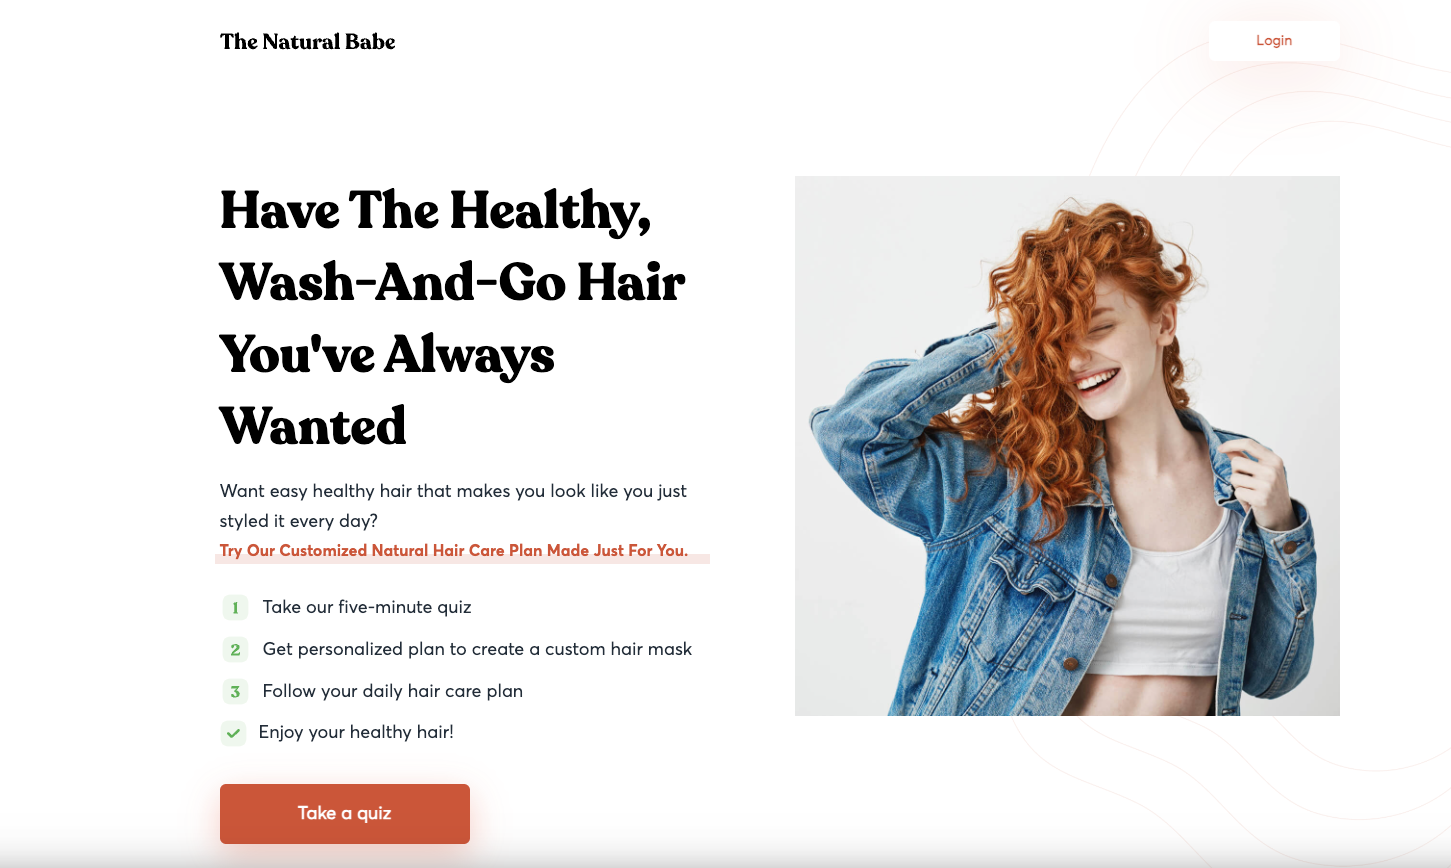 The Natural Babe
Login
Have The Healthy,
Wash-And-Go Hair
You've Always
Wanted
Want easy healthy hair that makes you look like you just
styled it every day?
Try Our Customized Natural Hair Care Plan Made Just For You.
1 Take our five-minute quiz
2 Get personalized plan to create a custom hair mask
3 Follow your daily hair care plan
Enjoy your healthy hair!
Take a quiz